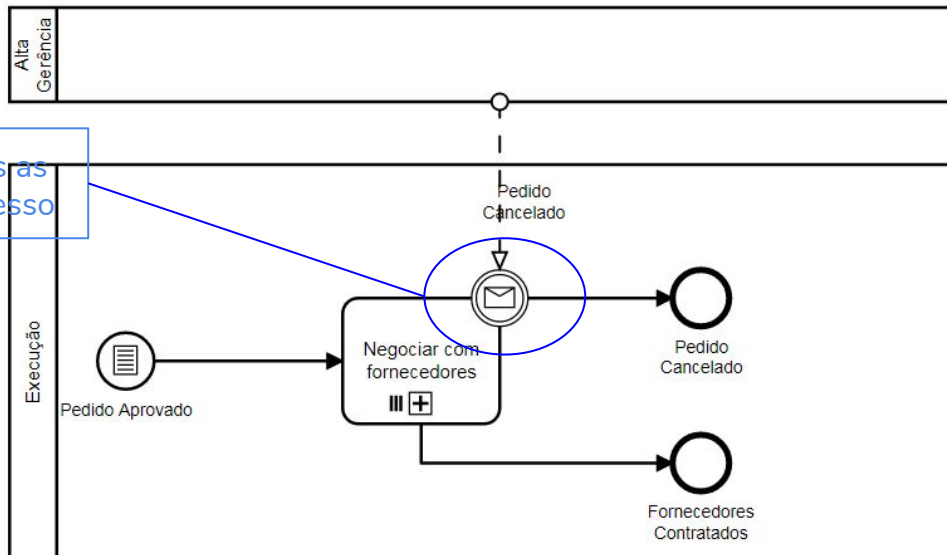 Alta
Gerência
s as
esso
Pedido
Cancelado
Execução
Pedido Aprovado
Negociar com
fornecedores
Pedido
Cancelado
Fornecedores
Contratados